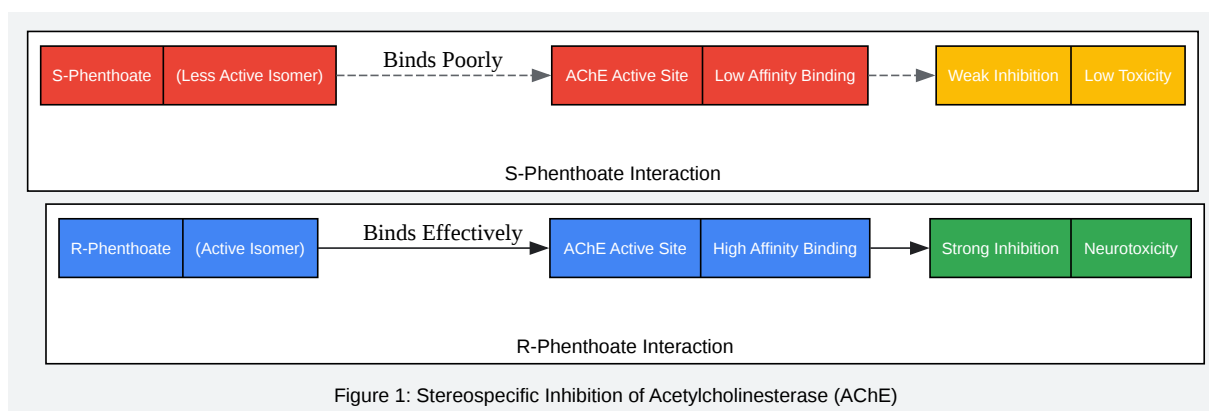 Binds Poorly
S-Phenthoate (Less Active Isomer) AChE Active Site Low Affinity Binding Weak Inhibition Low Toxicity
S-Phenthoate Interaction
Binds Effectively
R-Phenthoate (Active Isomer) AChE Active Site High Affinity Binding Strong Inhibition Neurotoxicity
R-Phenthoate Interaction
Figure 1: Stereospecific Inhibition of Acetylcholinesterase (AChE)